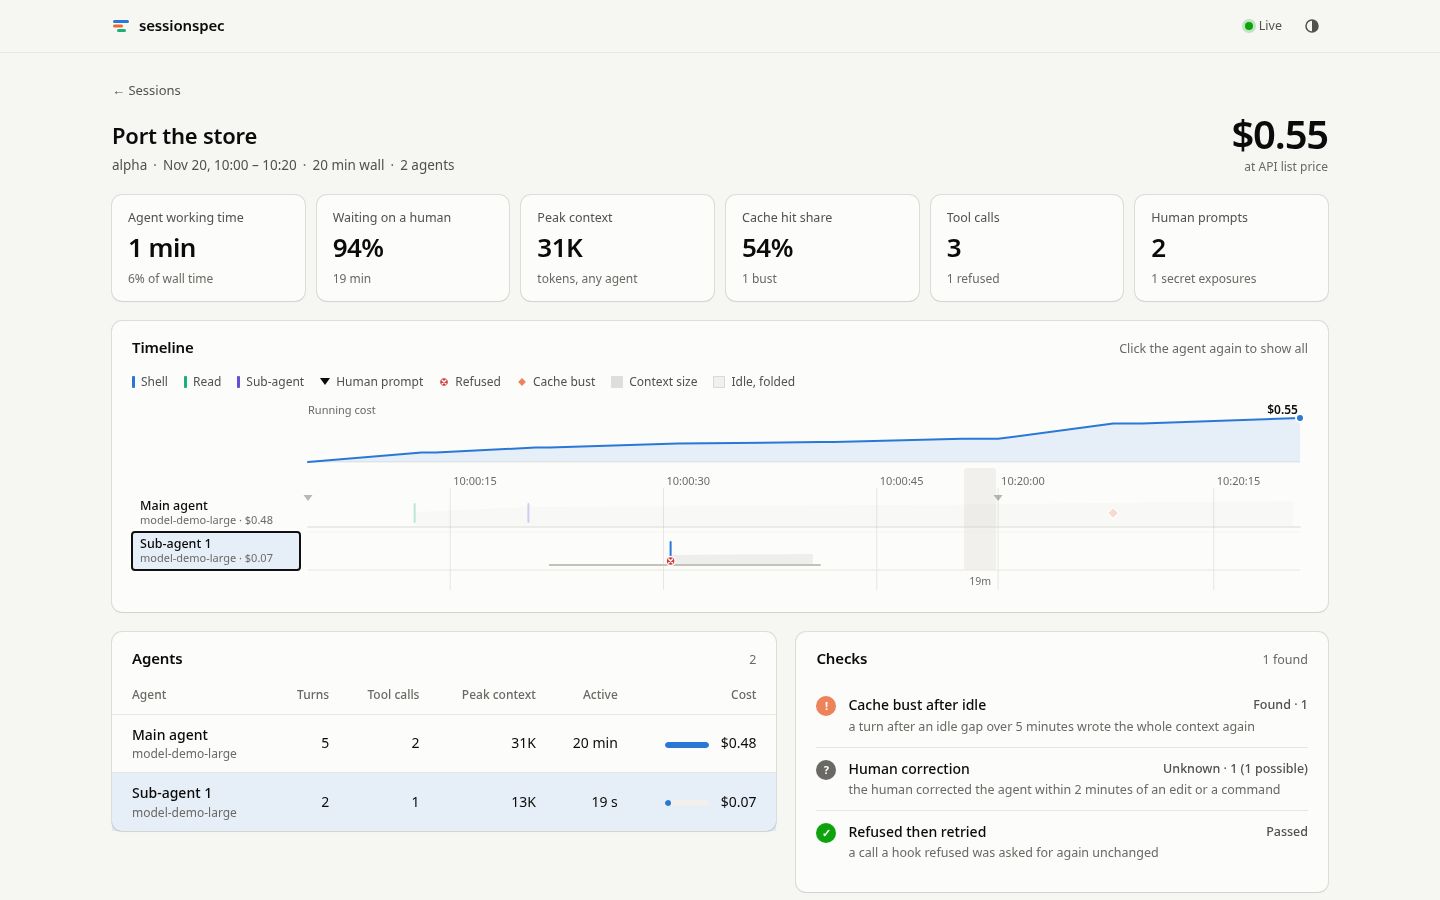 sessionspec
Live
← Sessions
Port the store
$0.55
alpha · Nov 20, 10:00 – 10:20 · 20 min wall · 2 agents
at API list price
Agent working time
1 min
6% of wall time
Waiting on a human
94%
19 min
Peak context
31K
tokens, any agent
Cache hit share
54%
1 bust
Tool calls
3
1 refused
Human prompts
2
1 secret exposures
Timeline
Click the agent again to show all
Shell Read Sub-agent Human prompt Refused Cache bust Context size Idle, folded
Running cost
$0.55
10:00:15 10:00:30 10:00:45 10:20:00 10:20:15
Main agent
model-demo-large · $0.48
Sub-agent 1
model-demo-large · $0.07
19m
Agents
2
Agent Turns Tool calls Peak context Active Cost
Main agent
model-demo-large
5 2 31K 20 min $0.48
Sub-agent 1
model-demo-large
2 1 13K 19 s $0.07
Checks
1 found
! Cache bust after idle Found · 1
a turn after an idle gap over 5 minutes wrote the whole context again
? Human correction Unknown · 1 (1 possible)
the human corrected the agent within 2 minutes of an edit or a command
✓ Refused then retried Passed
a call a hook refused was asked for again unchanged